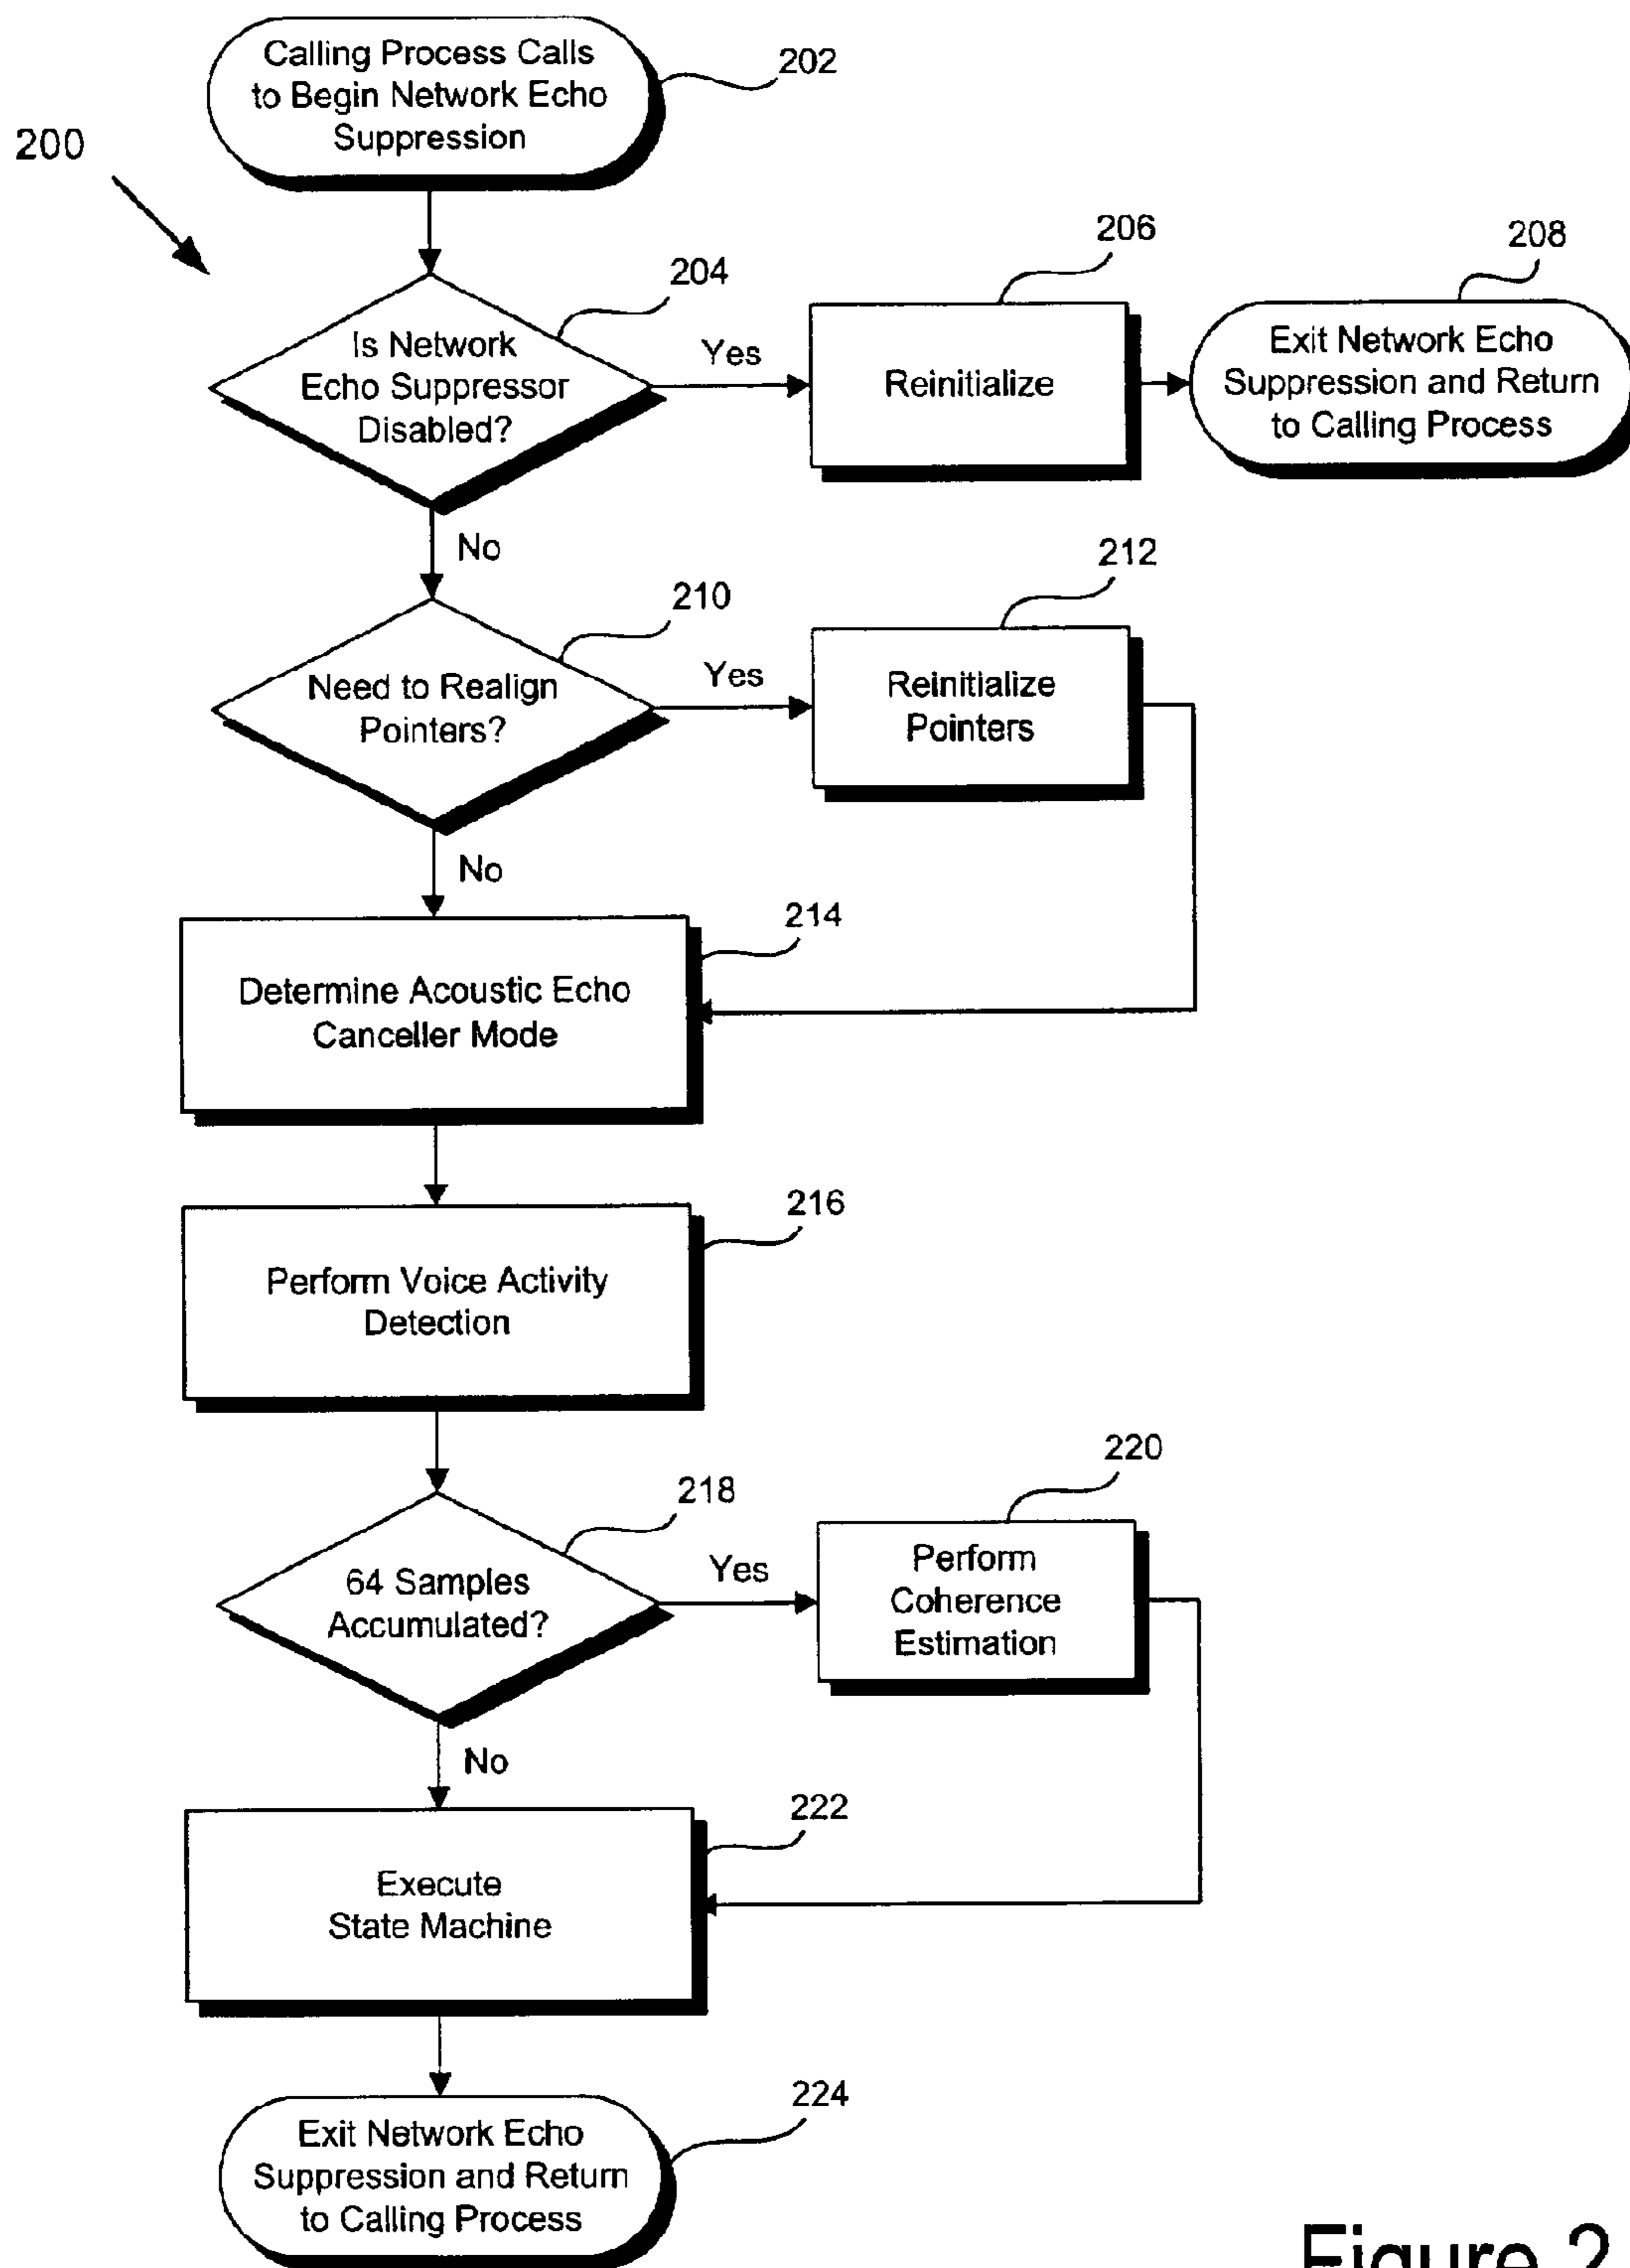 Calling Process Calls
to Begin Network Echo
Suppression
202
200
204
Is Network
Echo Suppressor
Disabled?
Yes
206
Reinitialize
208
Exit Network Echo
Suppression and Return
to Calling Process
No
210
Need to Realign
Pointers?
Yes
212
Reinitialize
Pointers
No
214
Determine Acoustic Echo
Canceller Mode
216
Perform Voice Activity
Detection
218
64 Samples
Accumulated?
Yes
220
Perform
Coherence
Estimation
No
222
Execute
State Machine
224
Exit Network Echo
Suppression and Return
to Calling Process
Figure 2